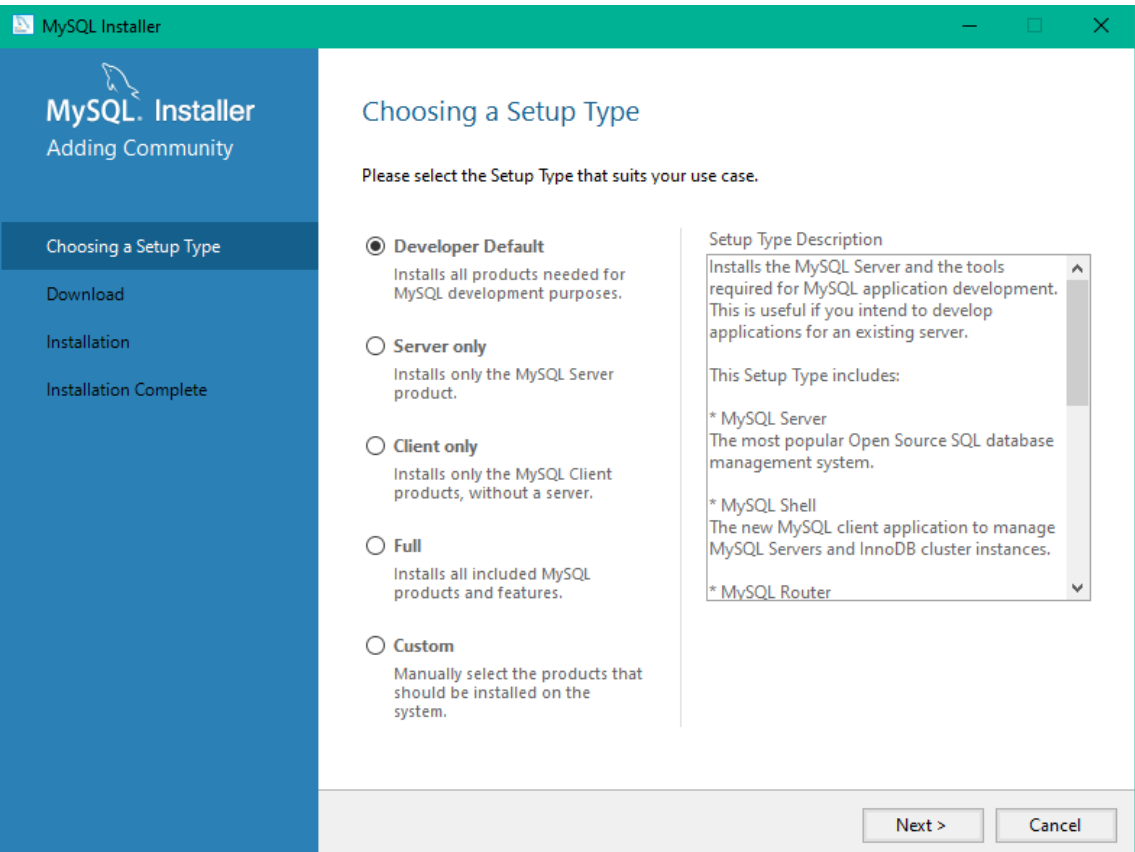 MySQL Installer
MySQL. Installer
Adding Community
Choosing a Setup Type
Download
Installation
Installation Complete
Choosing a Setup Type
Please select the Setup Type that suits your use case.
Developer Default
Installs all products needed for
MySQL development purposes.
Server only
Installs only the MySQL Server
product.
Client only
Installs only the MySQL Client
products, without a server.
Full
Installs all included MySQL
products and features.
Custom
Manually select the products that
should be installed on the
system.
Setup Type Description
Installs the MySQL Server and the tools
required for MySQL application development.
This is useful if you intend to develop
applications for an existing server.
This Setup Type includes:
* MySQL Server
The most popular Open Source SQL database
management system.
* MySQL Shell
The new MySQL client application to manage
MySQL Servers and InnoDB cluster instances.
* MySQL Router
Next >
Cancel